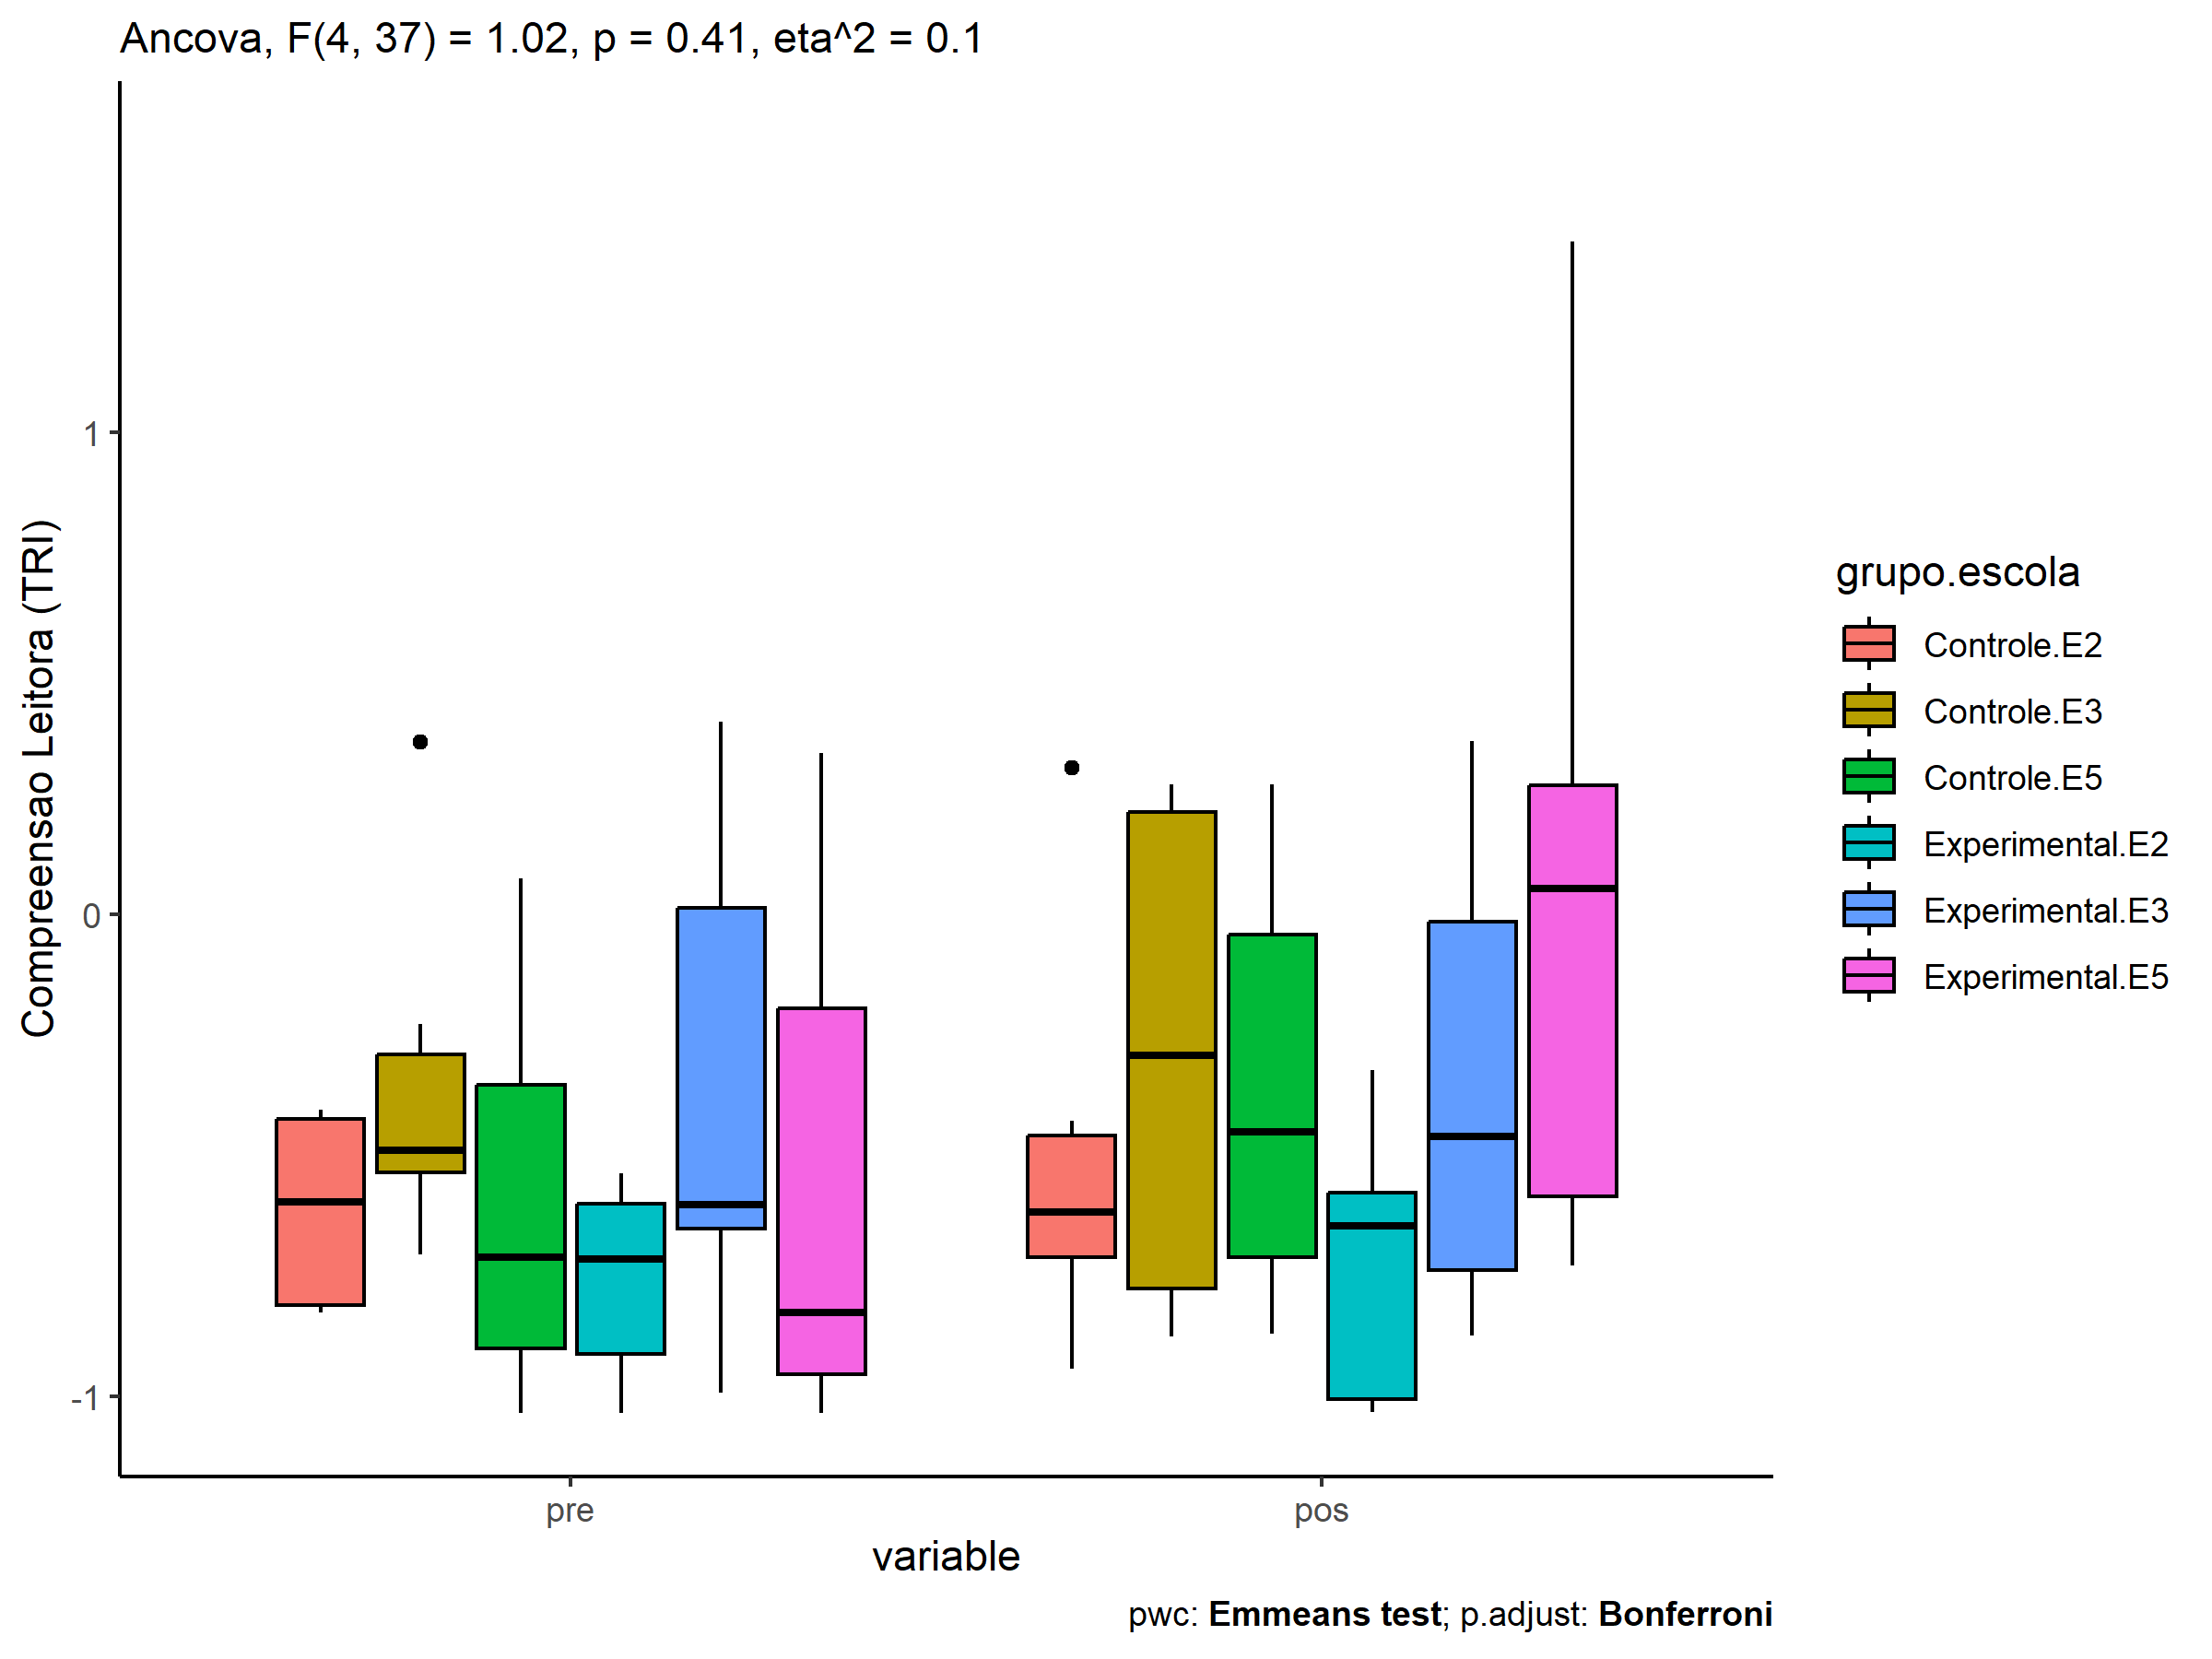 Ancova, F(4, 37) = 1.02, p = 0.41, eta^2 = 0.1
Compreensao Leitora (TRI)
1
0
-1
pre
pos
variable
grupo.escola
Controle.E2
Controle.E3
Controle.E5
Experimental.E2
Experimental.E3
Experimental.E5
pwc: Emmeans test; p.adjust: Bonferroni